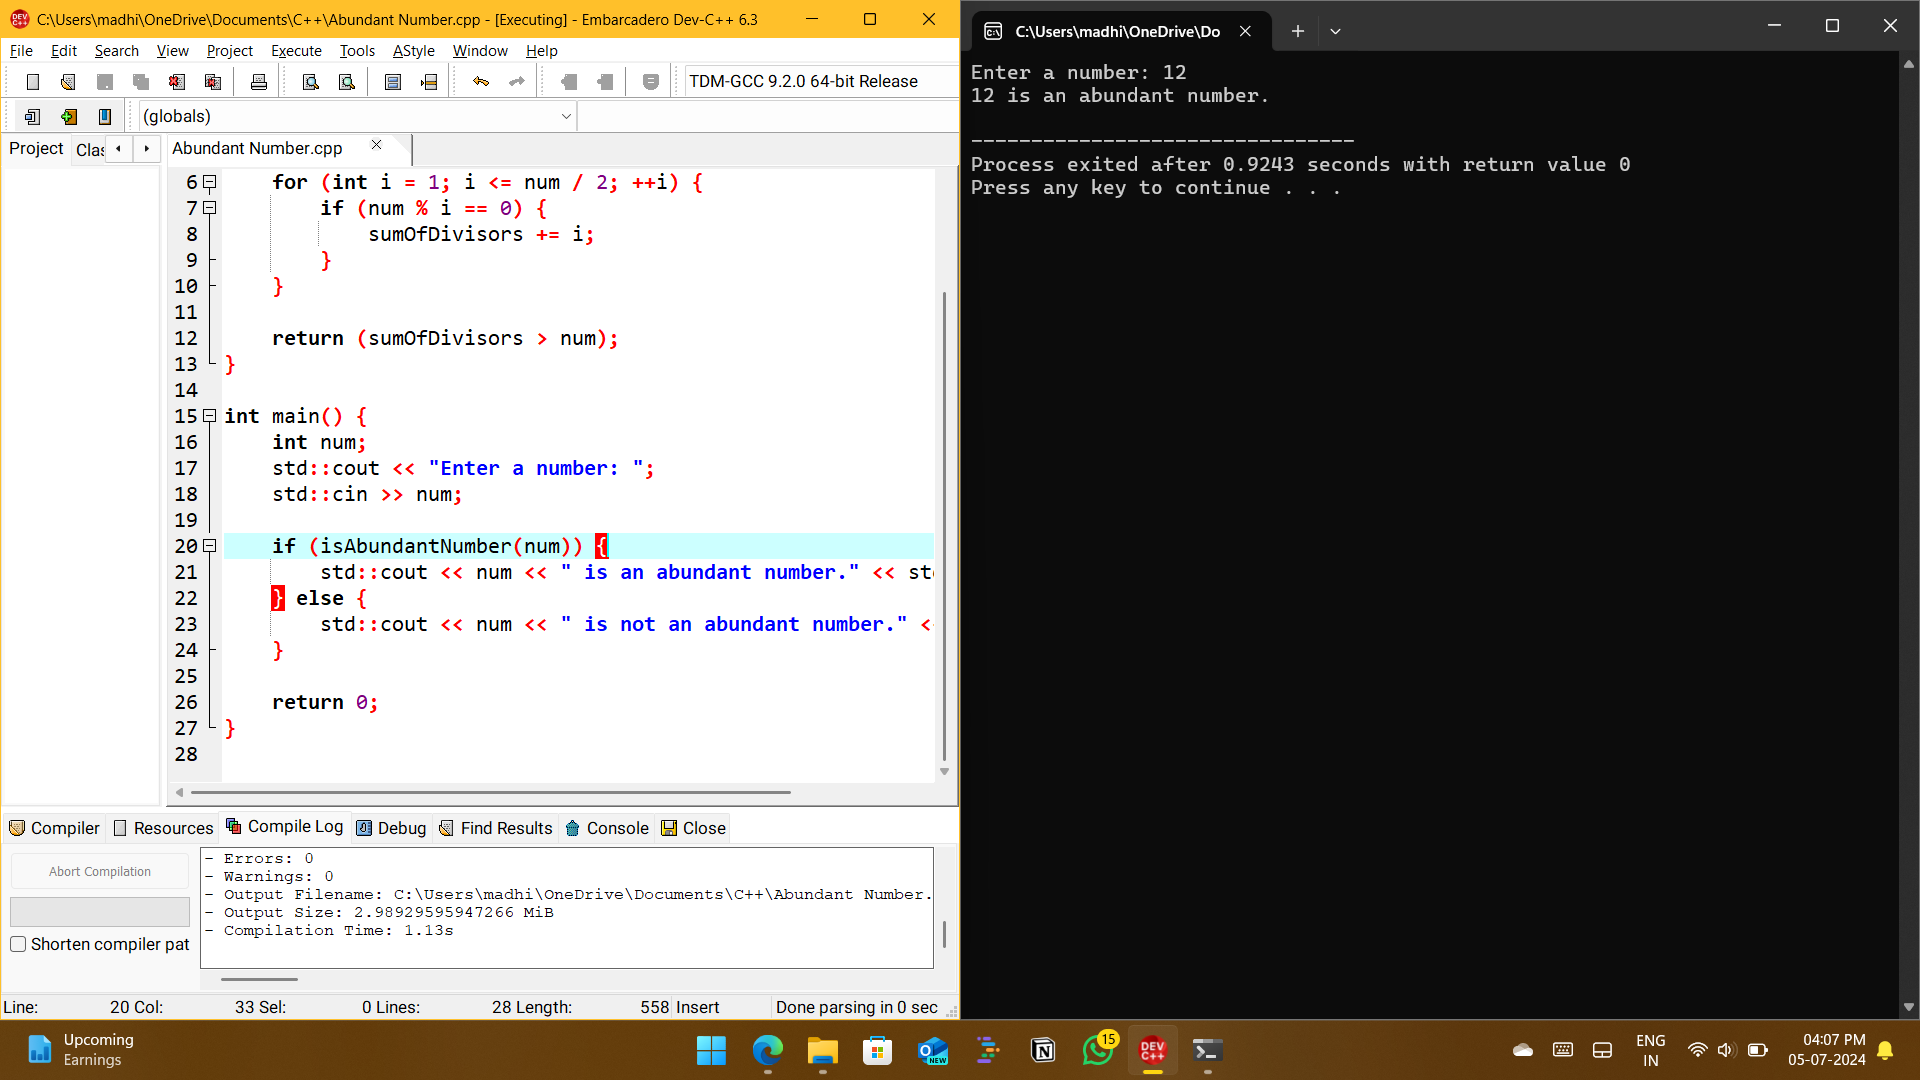 C:\Users\madhi\OneDrive\Documents\C++\Abundant Number.cpp - [Executing] - Embarcadero Dev-C++ 6.3
File Edit Search View Project Execute Tools AStyle Window Help
TDM-GCC 9.2.0 64-bit Release
(globals)
Project Clas
Abundant Number.cpp
6 for (int i = 1; i <= num / 2; ++i) {
7 if (num % i == 0) {
8 sumOfDivisors += i;
9 }
10 }
11
12 return (sumOfDivisors > num);
13 }
14
15 int main() {
16 int num;
17 std::cout << "Enter a number: ";
18 std::cin >> num;
19
20 if (isAbundantNumber(num)) {
21 std::cout << num << " is an abundant number." << std
22 } else {
23 std::cout << num << " is not an abundant number." <
24 }
25
26 return 0;
27 }
28
Compiler Resources Compile Log Debug Find Results Console Close
Abort Compilation
Shorten compiler pat
- Errors: 0
- Warnings: 0
- Output Filename: C:\Users\madhi\OneDrive\Documents\C++\Abundant Number.
- Output Size: 2.98929595947266 MiB
- Compilation Time: 1.13s
Line: 20 Col: 33 Sel: 0 Lines: 28 Length: 558 Insert Done parsing in 0 sec
C:\Users\madhi\OneDrive\Do
Enter a number: 12
12 is an abundant number.
--------------------------------
Process exited after 0.9243 seconds with return value 0
Press any key to continue . . .
Upcoming
Earnings
NEW
15
DEV
C++
ENG
IN
04:07 PM
05-07-2024